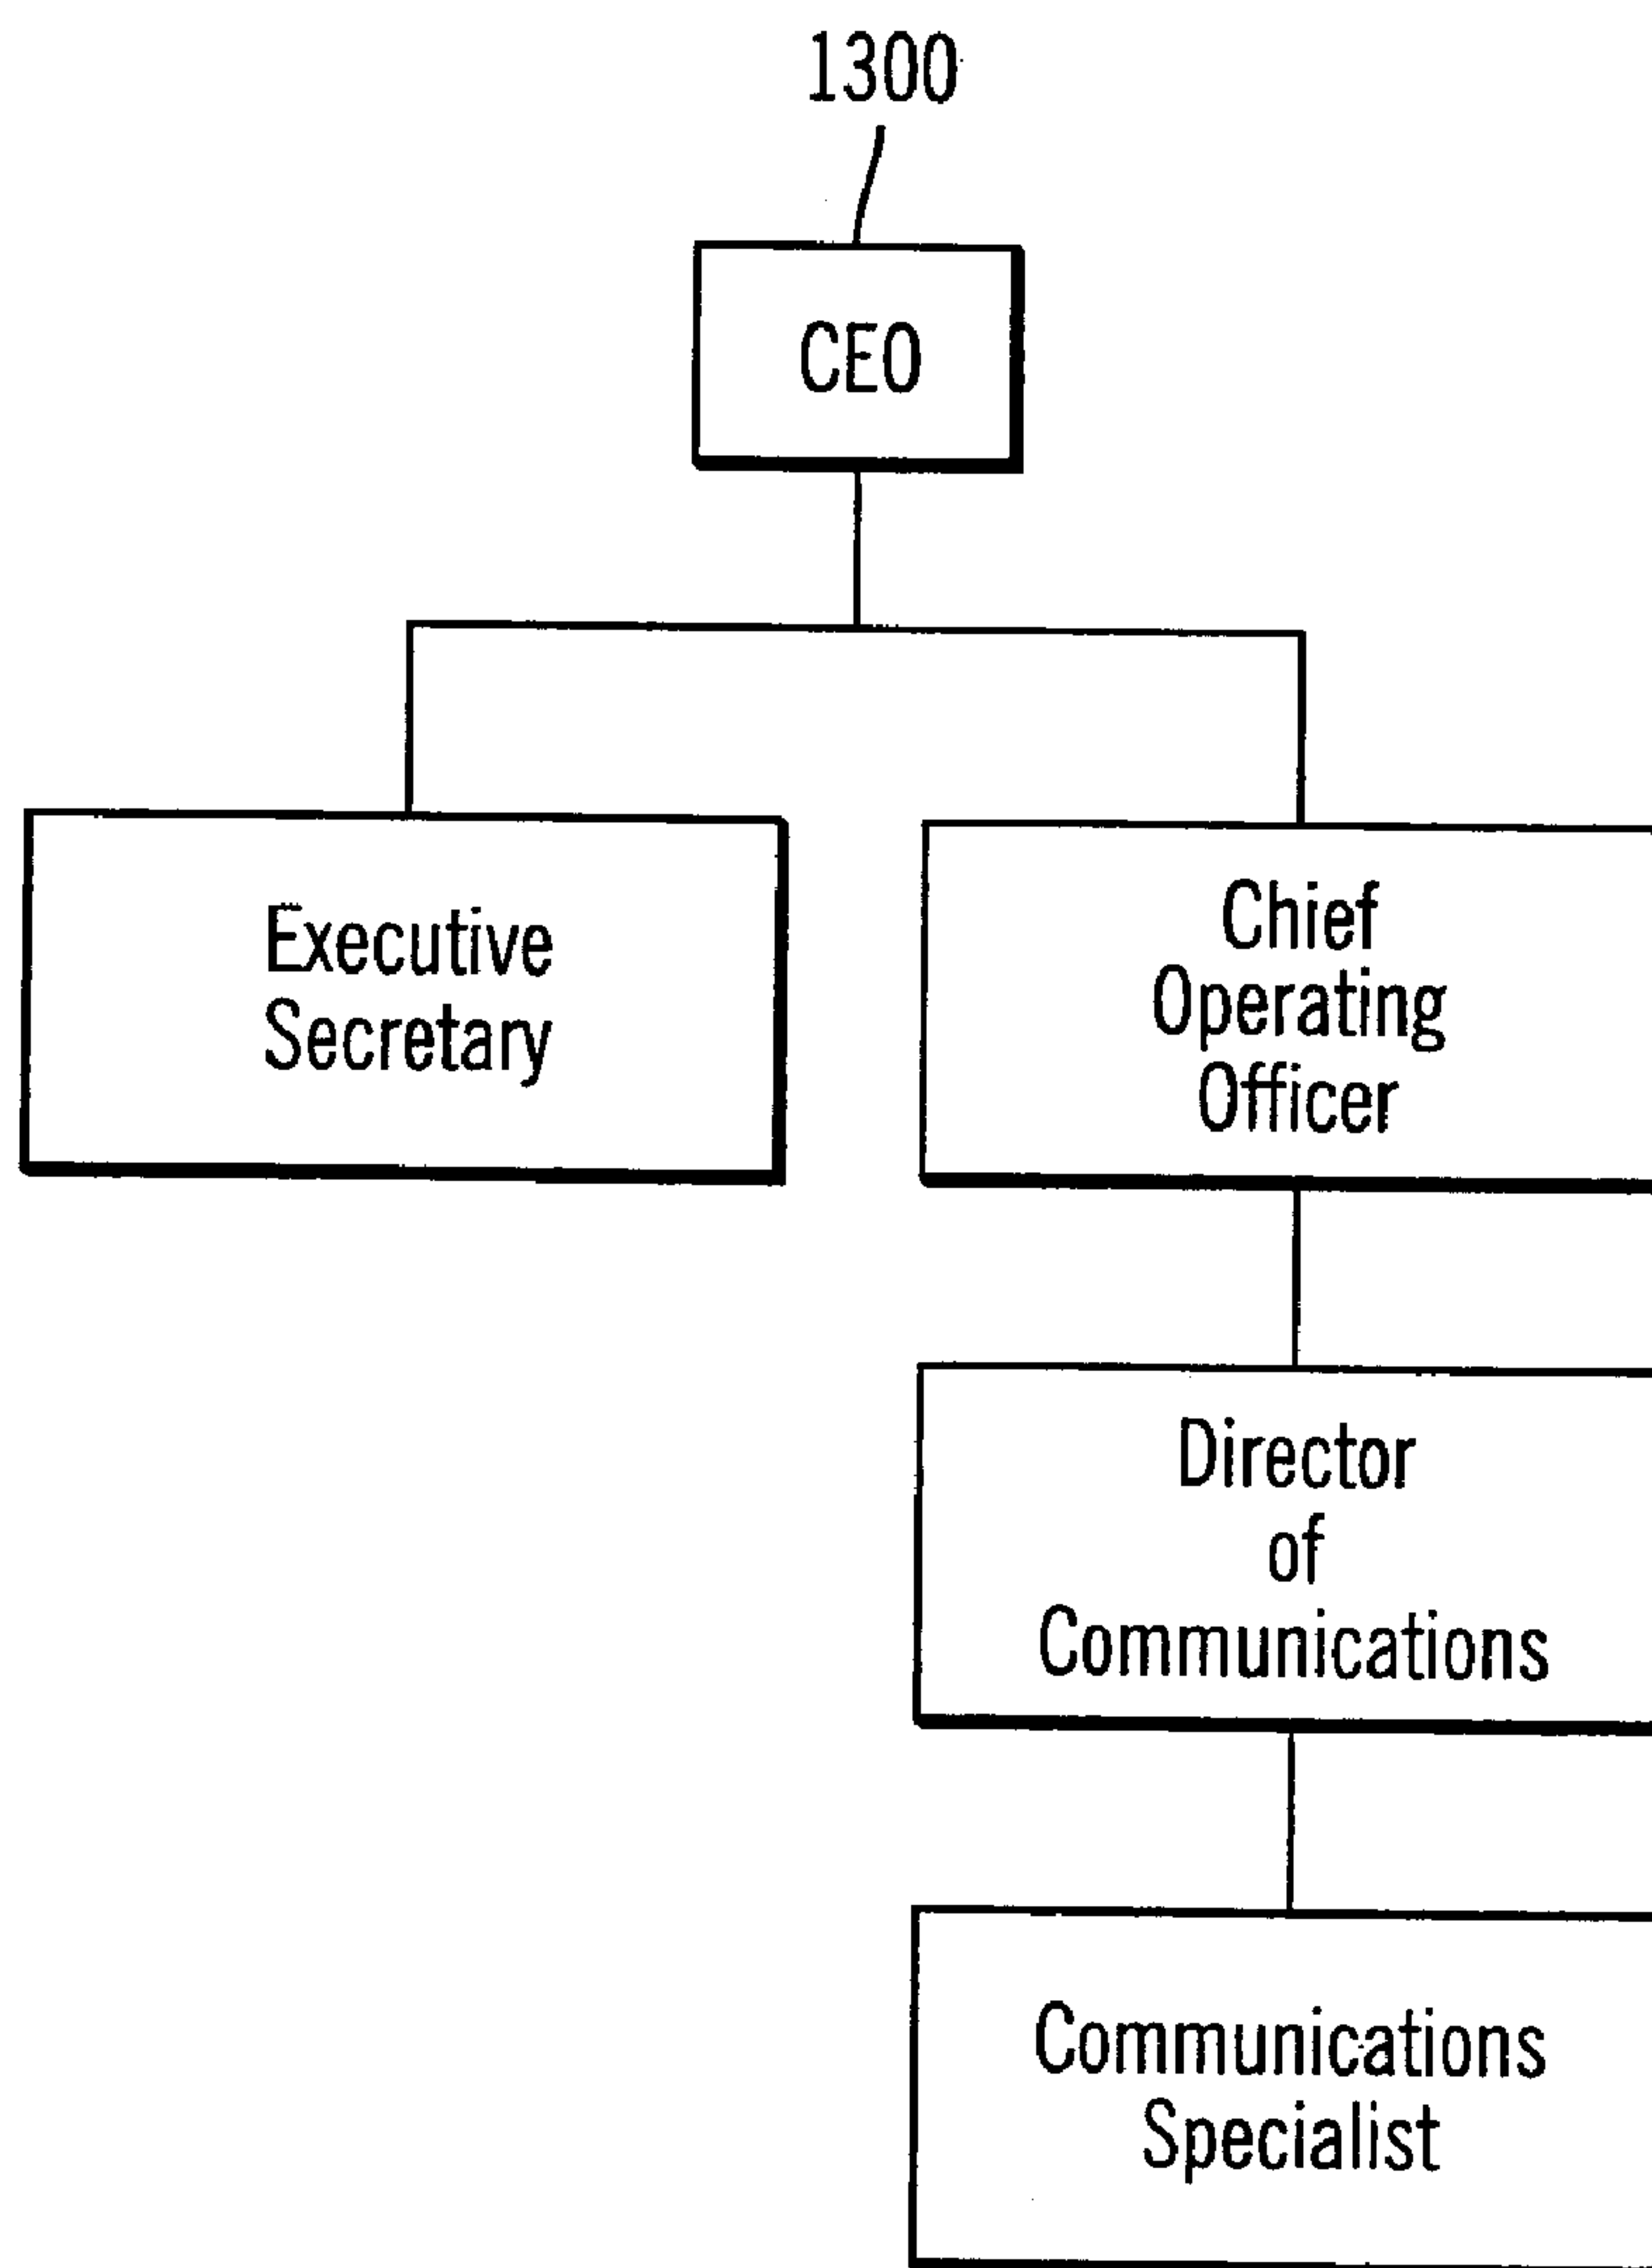 1300
CEO
Executive
Secretary
Chief
Operating
Officer
Director
of
Communications
Communications
Specialist